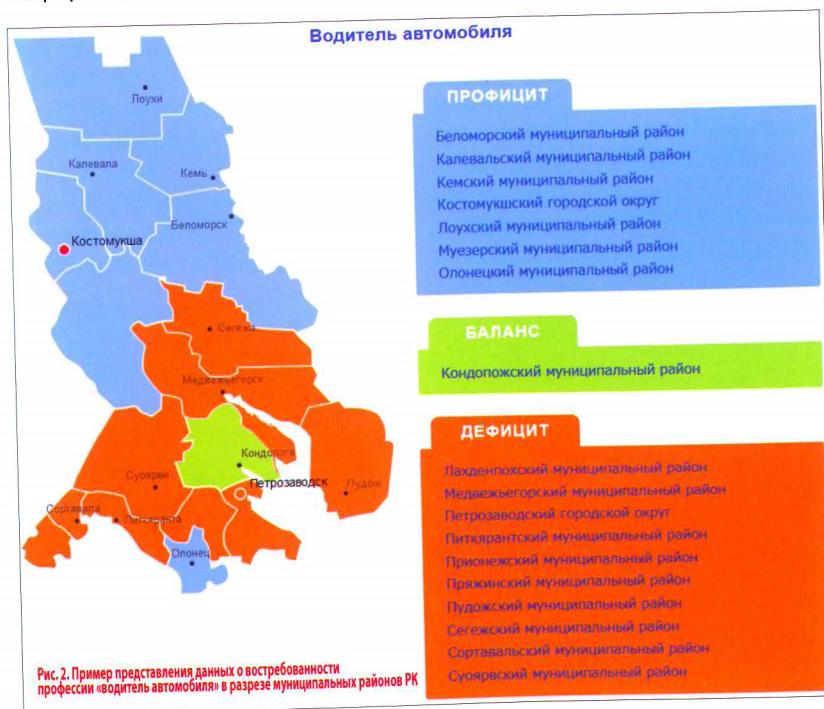 Водитель автомобиля
Лоухи
Калевала
Кемь
Беломорск
Костомукша
Сегежа
Медвежьегорск
Кондопога
Петрозаводск
Пудож
Суоярви
Сортавала
Питкяранта
Олонец
ПРОФИЦИТ
Беломорский муниципальный район
Калевальский муниципальный район
Кемский муниципальный район
Костомукшский городской округ
Лоухский муниципальный район
Муезерский муниципальный район
Олонецкий муниципальный район
БАЛАНС
Кондопожский муниципальный район
ДЕФИЦИТ
Лахденпохский муниципальный район
Медвежьегорский муниципальный район
Петрозаводский городской округ
Питкярантский муниципальный район
Прионежский муниципальный район
Пряжинский муниципальный район
Пудожский муниципальный район
Сегежский муниципальный район
Сортавальский муниципальный район
Суоярвский муниципальный район
Рис. 2. Пример представления данных о востребованности
профессии «водитель автомобиля» в разрезе муниципальных районов РК